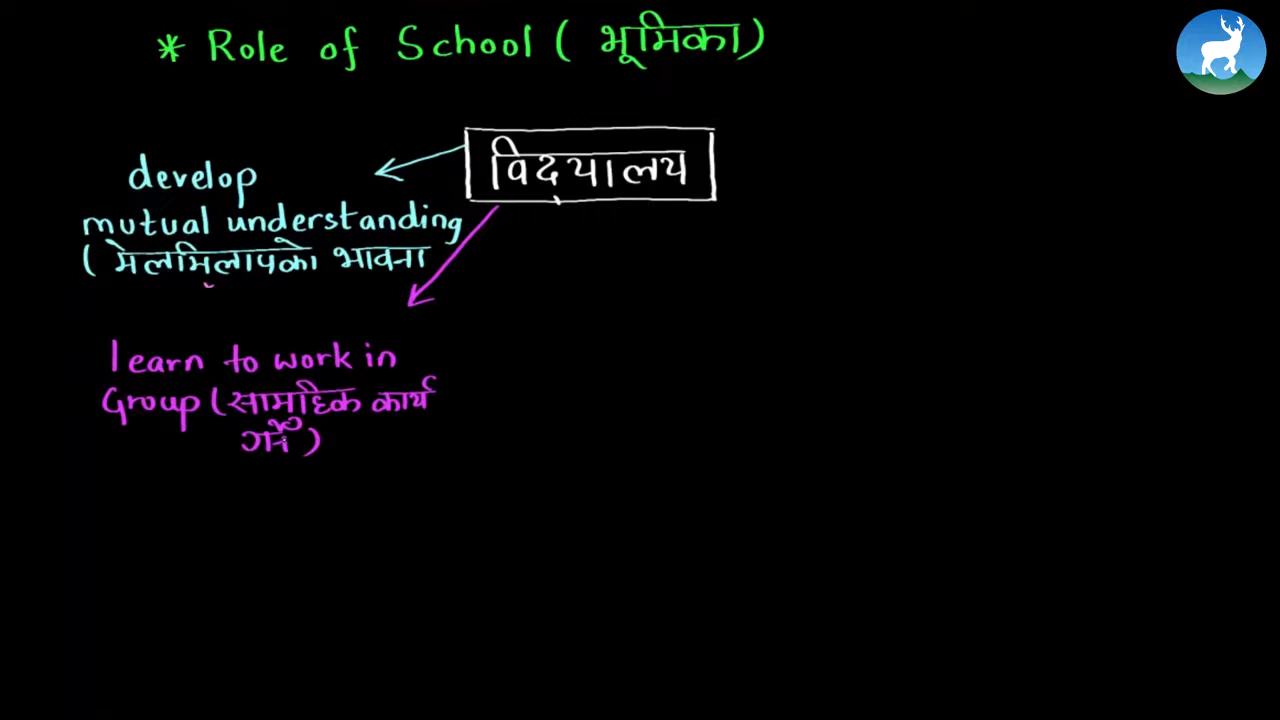 * Role of School ( भूमिका )
विद्यालय
develop
mutual understanding
( मेलमिलापको भावना
learn to work in
Group ( सामुहिक कार्य
गर्ने )